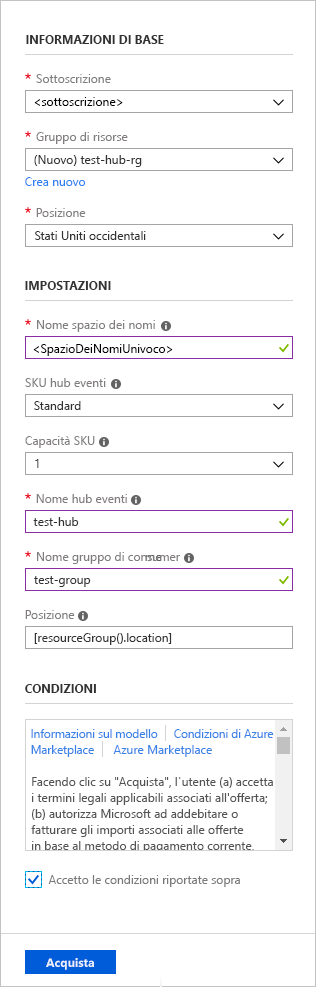 INFORMAZIONI DI BASE
* Sottoscrizione
<sottoscrizione>
* Gruppo di risorse
(Nuovo) test-hub-rg
Crea nuovo
* Posizione
Stati Uniti occidentali
IMPOSTAZIONI
* Nome spazio dei nomi
<SpazioDeiNomiUnivoco>
SKU hub eventi
Standard
Capacità SKU
1
* Nome hub eventi
test-hub
* Nome gruppo di consumer
test-group
Posizione
[resourceGroup().location]
CONDIZIONI
Informazioni sul modello | Condizioni di Azure
Marketplace | Azure Marketplace
Facendo clic su "Acquista", l'utente (a) accetta
i termini legali applicabili associati all'offerta;
(b) autorizza Microsoft ad addebitare o
fatturare gli importi associati alle offerte
in base al metodo di pagamento corrente,
Accetto le condizioni riportate sopra
Acquista